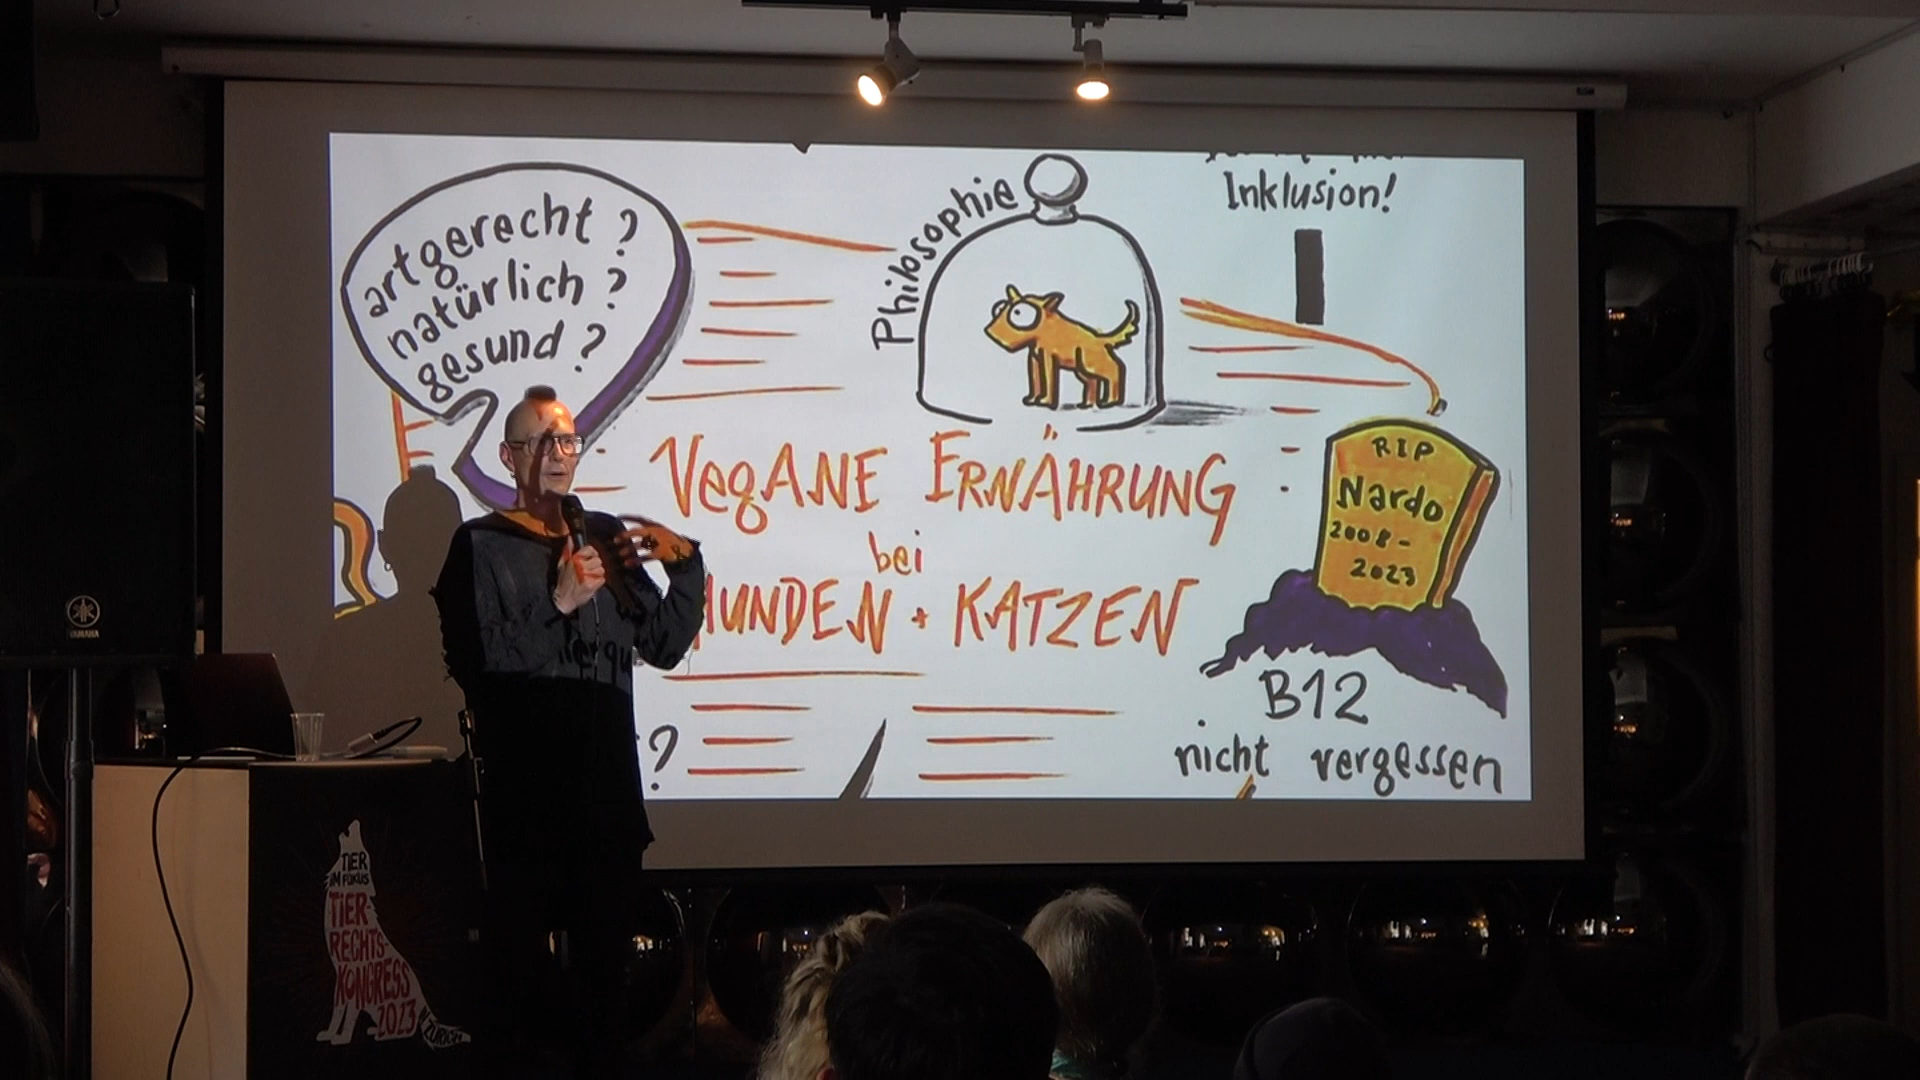 artgerecht?
natürlich?
gesund?
Philosophie
Inklusion!
VegANE ERNÄHRUNG
bei
HUNDEN + KATZEN
RIP
Nardo
2008-
2023
B12
nicht vergessen
?
YAMAHA
TIER
IM FOKUS
TIER-
RECHTS-
KONGRESS
2023
ZÜRICH